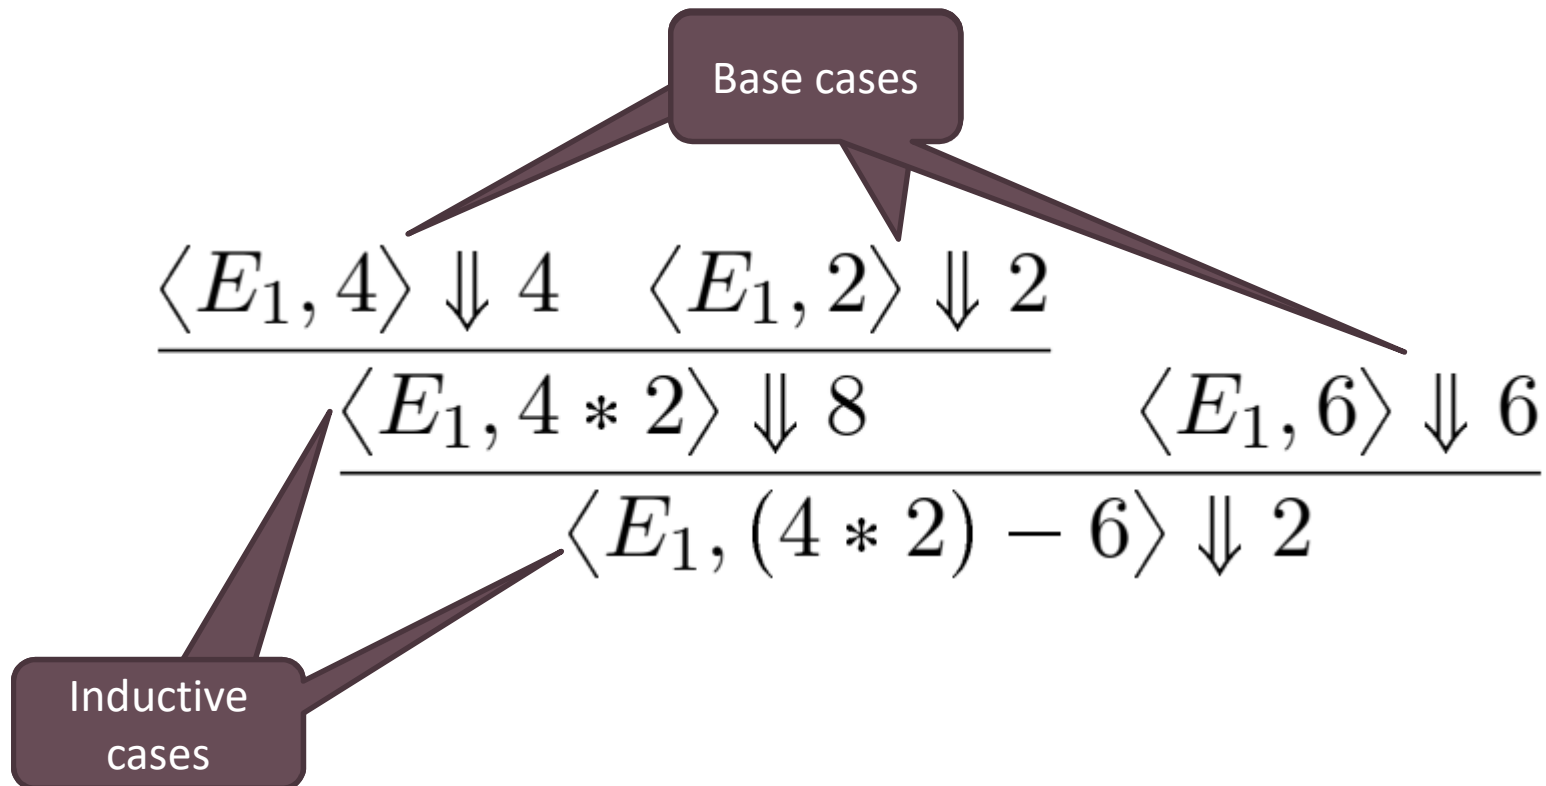 Base cases
⟨E₁, 4⟩ ⇓ 4 ⟨E₁, 2⟩ ⇓ 2
⟨E₁, 4 * 2⟩ ⇓ 8 ⟨E₁, 6⟩ ⇓ 6
⟨E₁, (4 * 2) − 6⟩ ⇓ 2
Inductive
cases